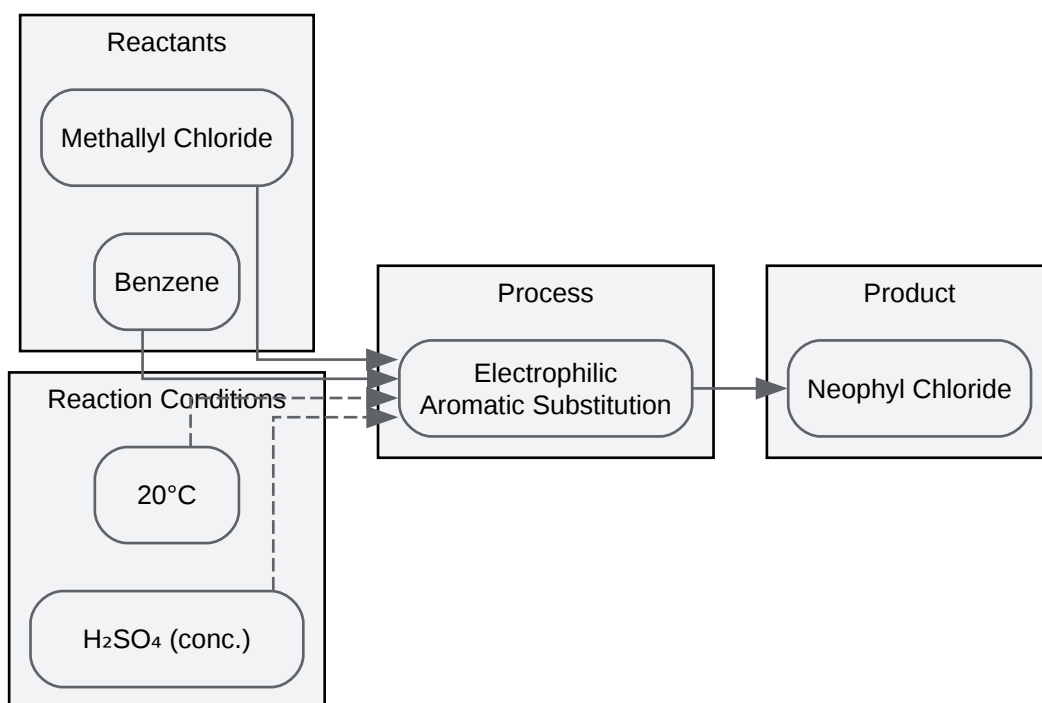 Reactants
Methallyl Chloride
Benzene
Reaction Conditions
20°C
H₂SO₄ (conc.)
Process
Electrophilic
Aromatic Substitution
Product
Neophyl Chloride